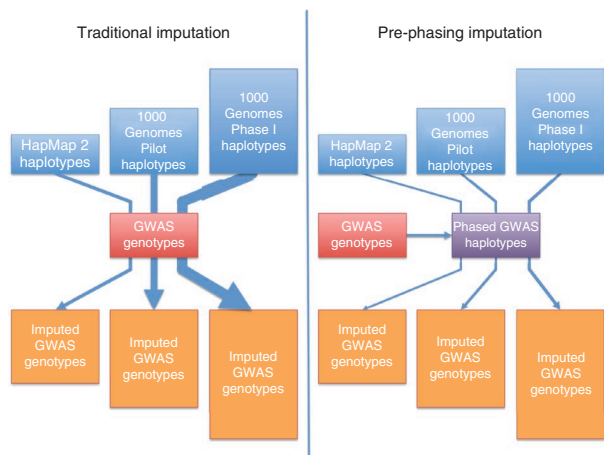 Traditional imputation
HapMap 2
haplotypes
1000
Genomes
Pilot
haplotypes
1000
Genomes
Phase I
haplotypes
GWAS
genotypes
Imputed
GWAS
genotypes
Imputed
GWAS
genotypes
Imputed
GWAS
genotypes
Pre-phasing imputation
HapMap 2
haplotypes
1000
Genomes
Pilot
haplotypes
1000
Genomes
Phase I
haplotypes
GWAS
genotypes
Phased GWAS
haplotypes
Imputed
GWAS
genotypes
Imputed
GWAS
genotypes
Imputed
GWAS
genotypes